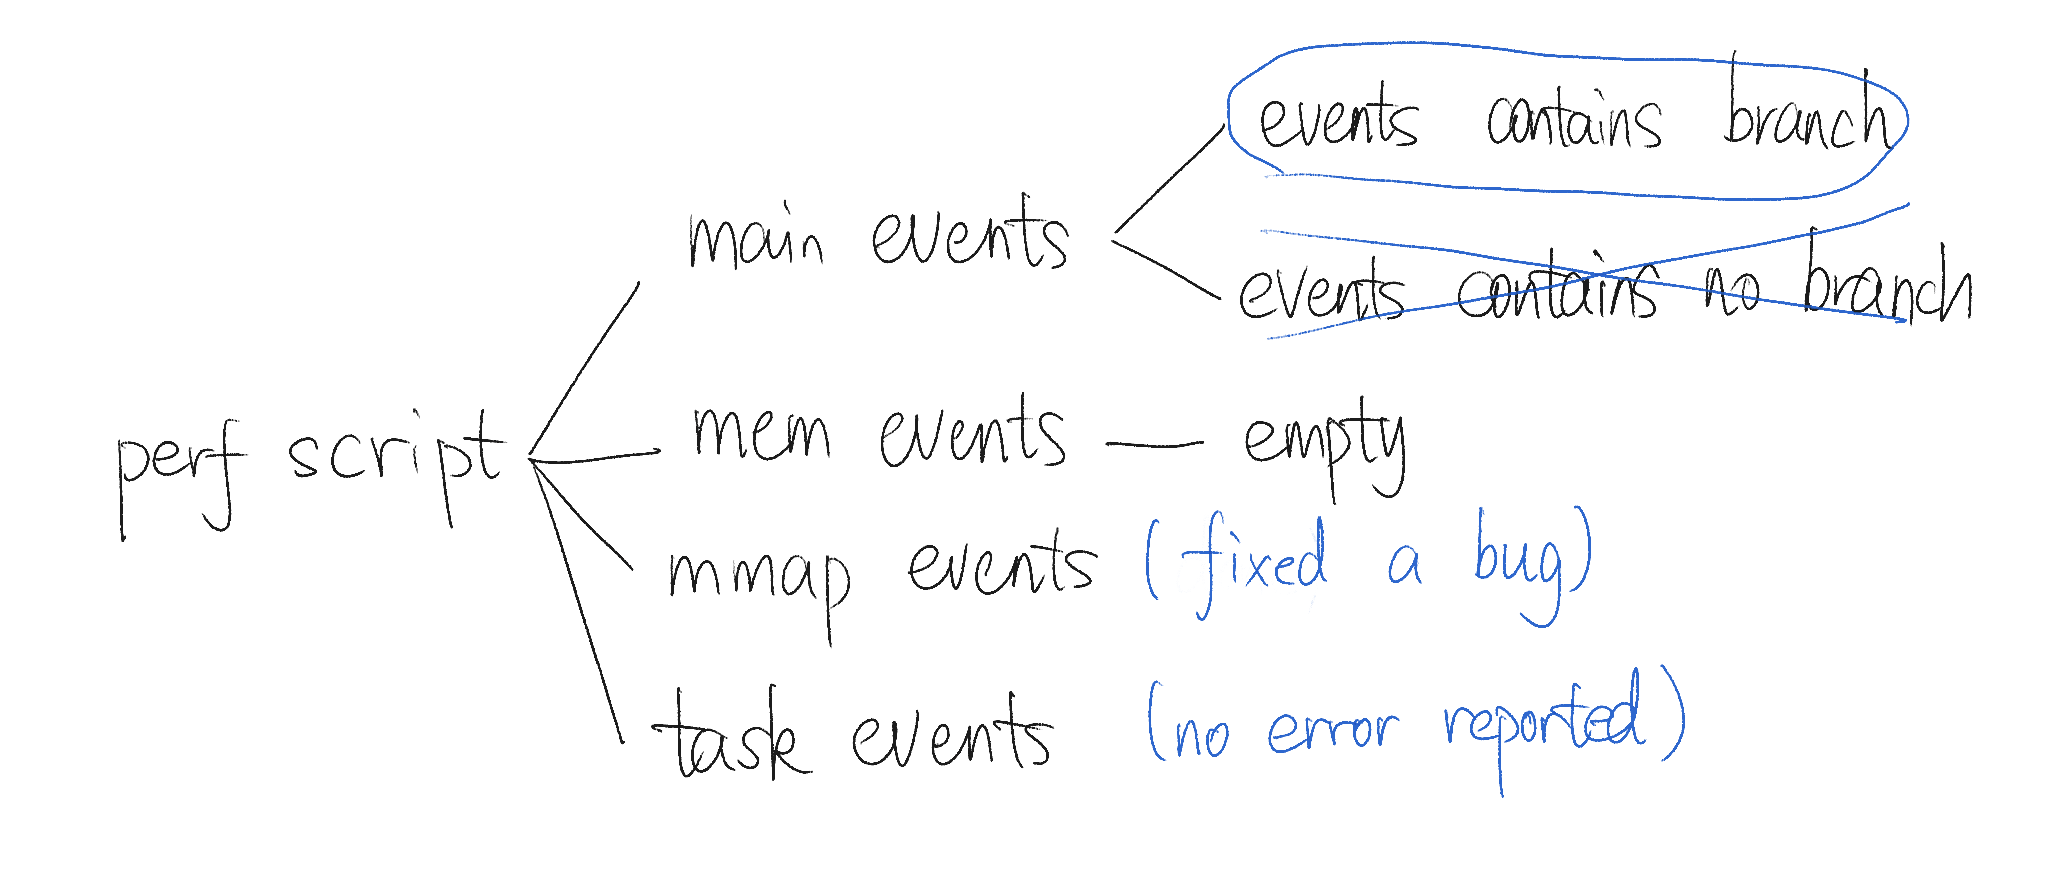 events contains branch
main events
events contains no branch
perf script
mem events — empty
mmap events (fixed a bug)
task events (no error reported)